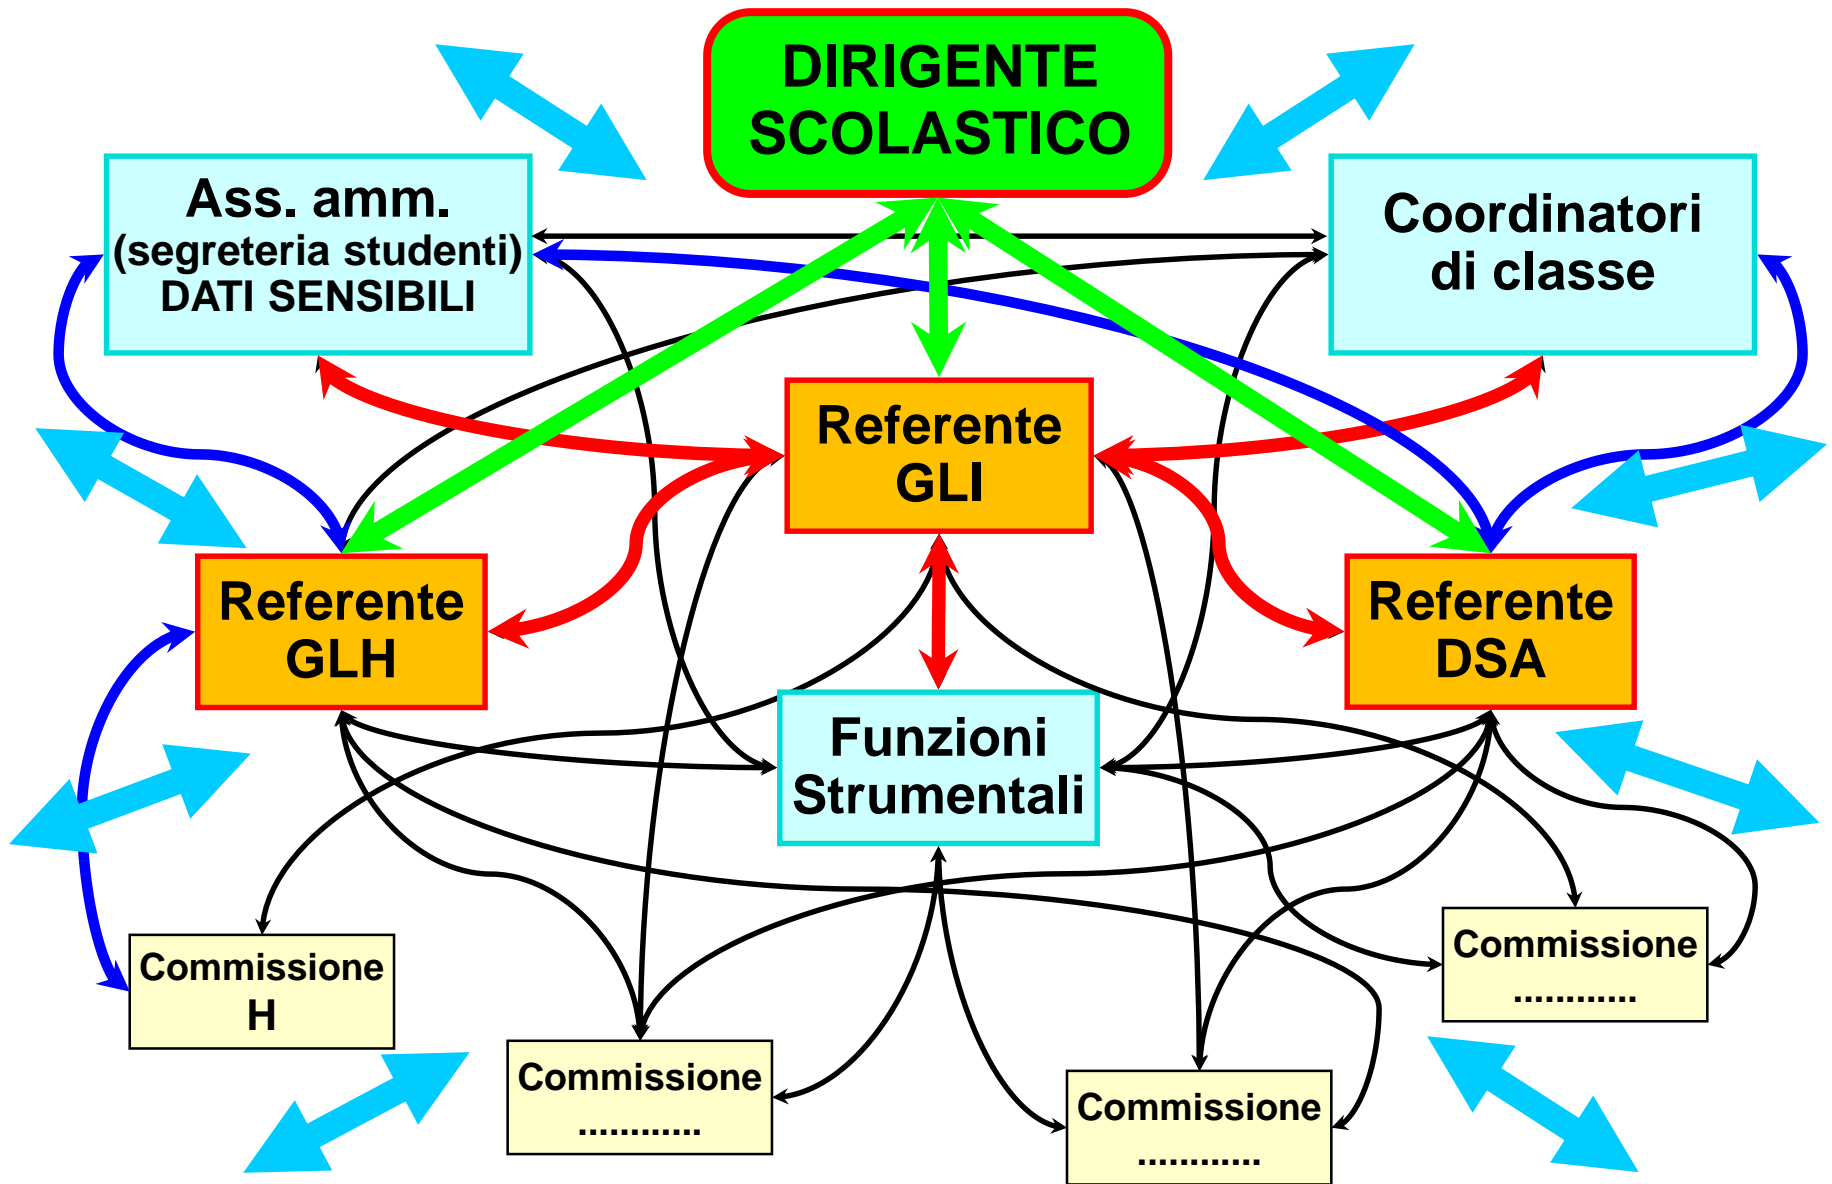 DIRIGENTE
SCOLASTICO
Ass. amm.
(segreteria studenti)
DATI SENSIBILI
Coordinatori
di classe
Referente
GLI
Referente
GLH
Referente
DSA
Funzioni
Strumentali
Commissione
H
Commissione
............
Commissione
............
Commissione
............